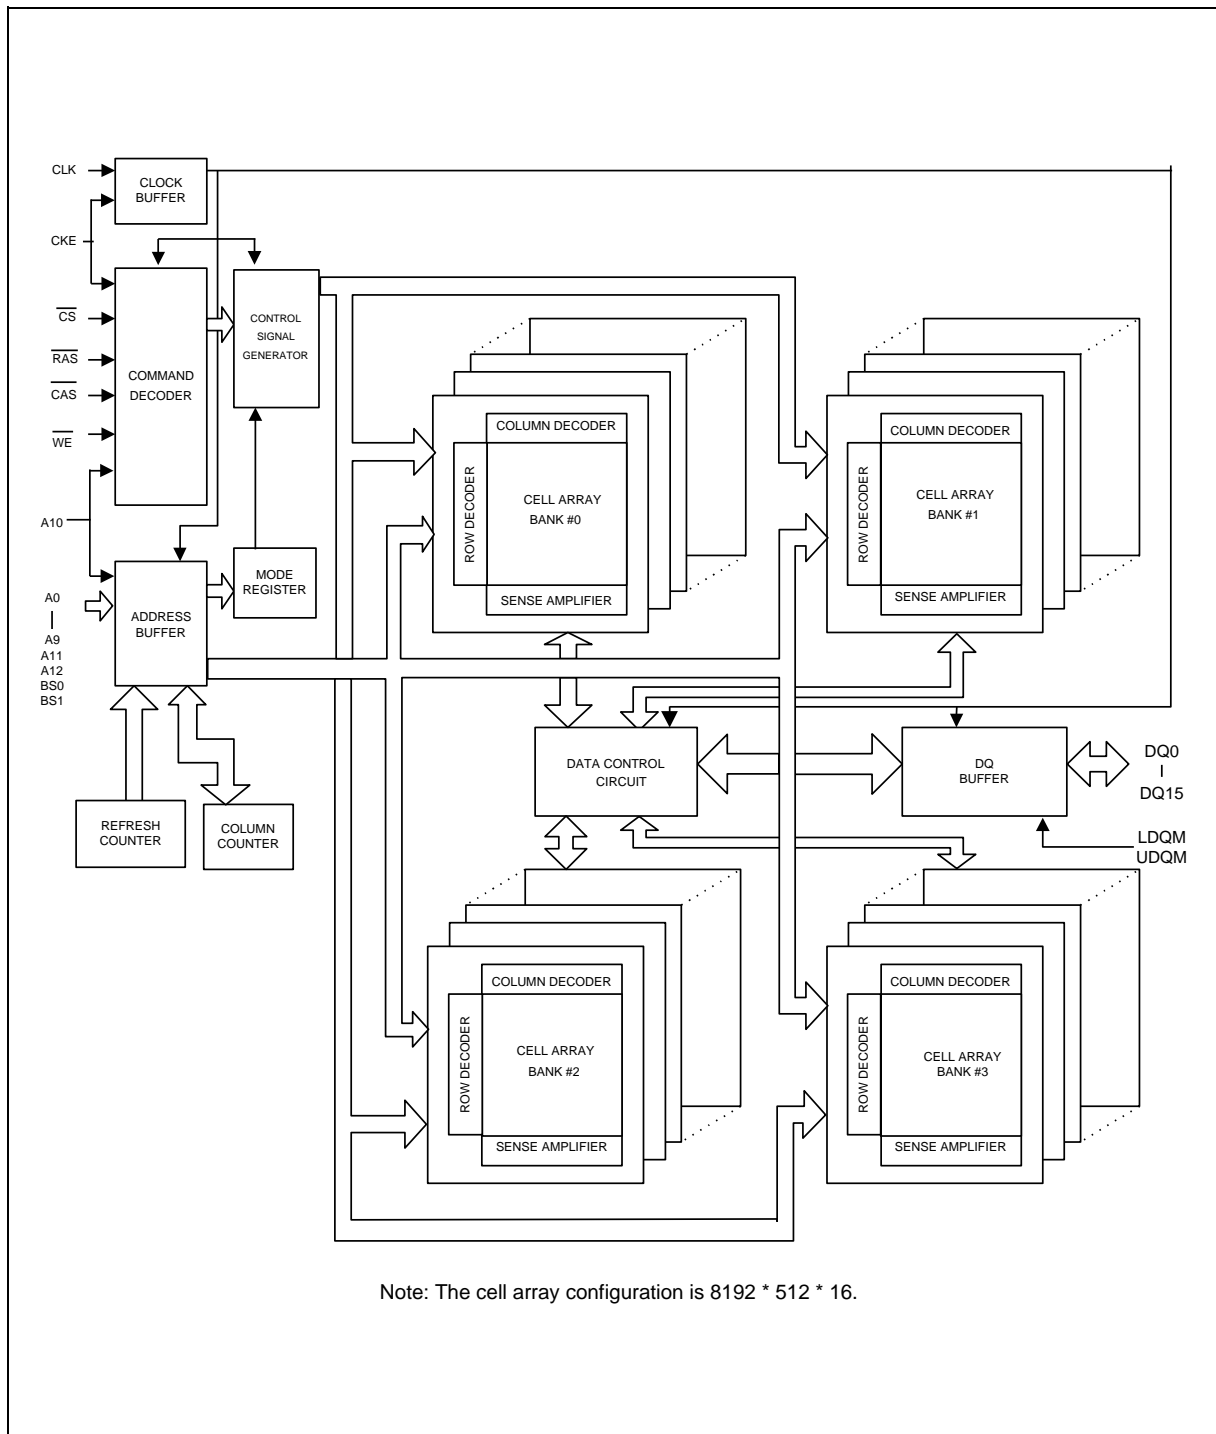 CLK
CLOCK
BUFFER
CKE
CS
RAS
CAS
WE
A10
COMMAND
DECODER
CONTROL
SIGNAL
GENERATOR
A0
A9
A11
A12
BS0
BS1
ADDRESS
BUFFER
MODE
REGISTER
REFRESH
COUNTER
COLUMN
COUNTER
COLUMN DECODER
ROW DECODER
CELL ARRAY
BANK #0
SENSE AMPLIFIER
COLUMN DECODER
ROW DECODER
CELL ARRAY
BANK #1
SENSE AMPLIFIER
DATA CONTROL
CIRCUIT
DQ
BUFFER
DQ0
DQ15
LDQM
UDQM
COLUMN DECODER
ROW DECODER
CELL ARRAY
BANK #2
SENSE AMPLIFIER
COLUMN DECODER
ROW DECODER
CELL ARRAY
BANK #3
SENSE AMPLIFIER
Note: The cell array configuration is 8192 * 512 * 16.